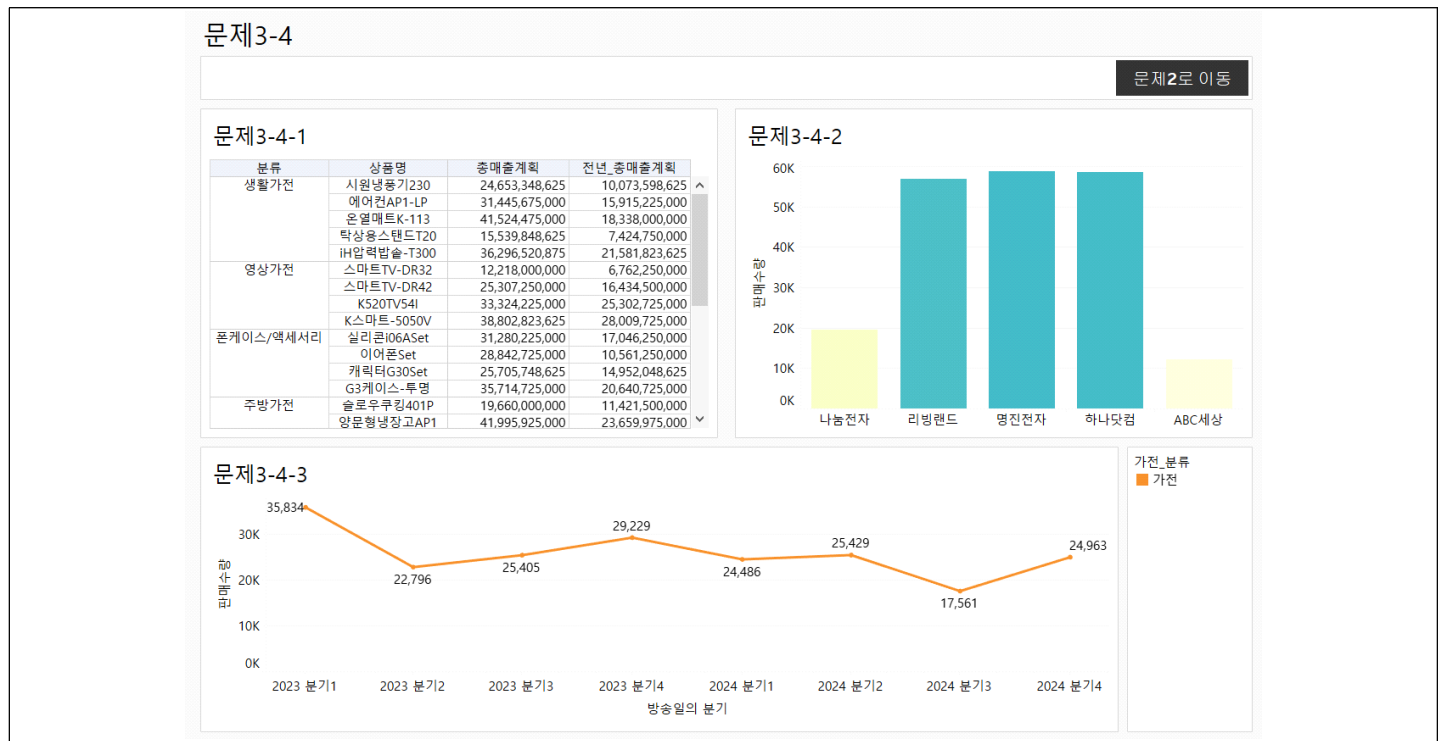 문제3-4
문제2로 이동
문제3-4-1
분류 상품명 총매출계획 전년_총매출계획
생활가전 시원냉풍기230 24,653,348,625 10,073,598,625
에어컨AP1-LP 31,445,675,000 15,915,225,000
온열매트K-113 41,524,475,000 18,338,000,000
탁상용스탠드T20 15,539,848,625 7,424,750,000
iH압력밥솥-T300 36,296,520,875 21,581,823,625
영상가전 스마트TV-DR32 12,218,000,000 6,762,250,000
스마트TV-DR42 25,307,250,000 16,434,500,000
K520TV54I 33,324,225,000 25,302,725,000
K스마트-5050V 38,802,823,625 28,009,725,000
폰케이스/액세서리 실리콘i06ASet 31,280,225,000 17,046,250,000
이어폰Set 28,842,725,000 10,561,250,000
캐릭터G30Set 25,705,748,625 14,952,048,625
G3케이스-투명 35,714,725,000 20,640,725,000
주방가전 슬로우쿠킹401P 19,660,000,000 11,421,500,000
양문형냉장고AP1 41,995,925,000 23,659,975,000
문제3-4-2
60K
50K
40K
30K
20K
10K
0K
판매수량
나눔전자 리빙랜드 명진전자 하나닷컴 ABC세상
문제3-4-3
35,834
22,796
25,405
29,229
24,486
25,429
17,561
24,963
30K
20K
10K
0K
판매수량
2023 분기1 2023 분기2 2023 분기3 2023 분기4 2024 분기1 2024 분기2 2024 분기3 2024 분기4
방송일의 분기
가전_분류
가전